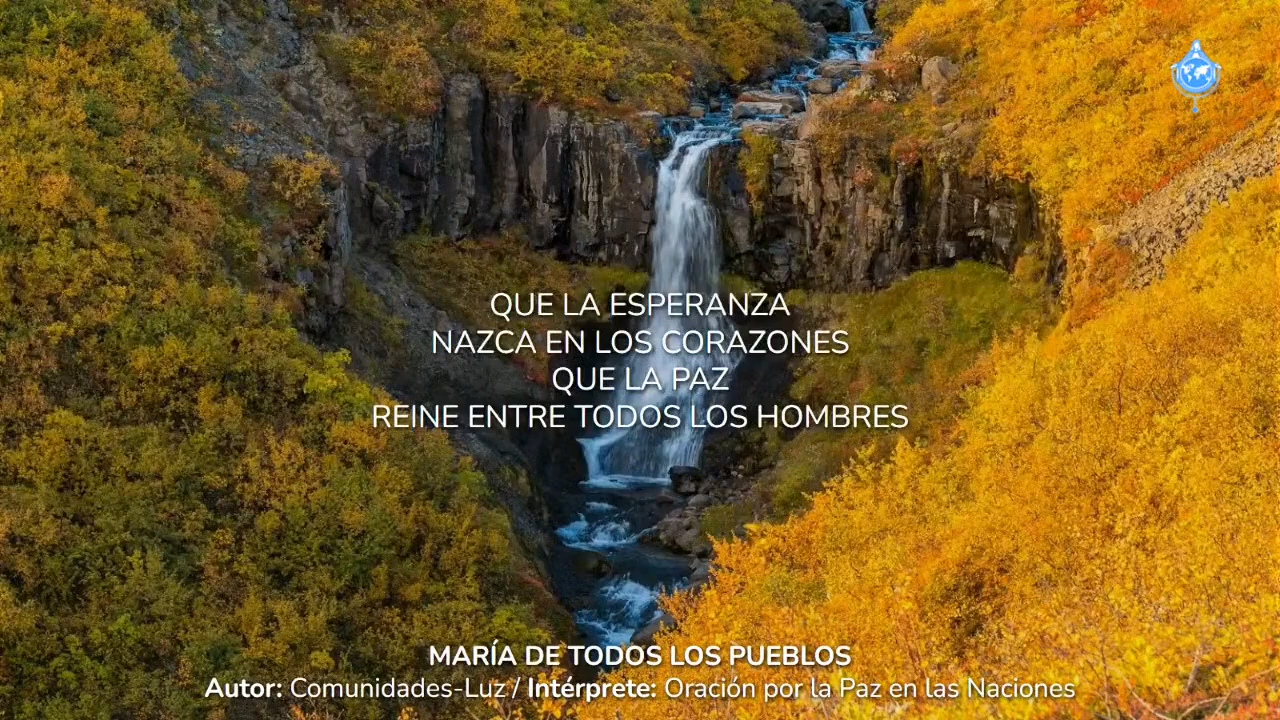 QUE LA ESPERANZA
NAZCA EN LOS CORAZONES
QUE LA PAZ
REINE ENTRE TODOS LOS HOMBRES
MARÍA DE TODOS LOS PUEBLOS
Autor: Comunidades-Luz / Intérprete: Oración por la Paz en las Naciones